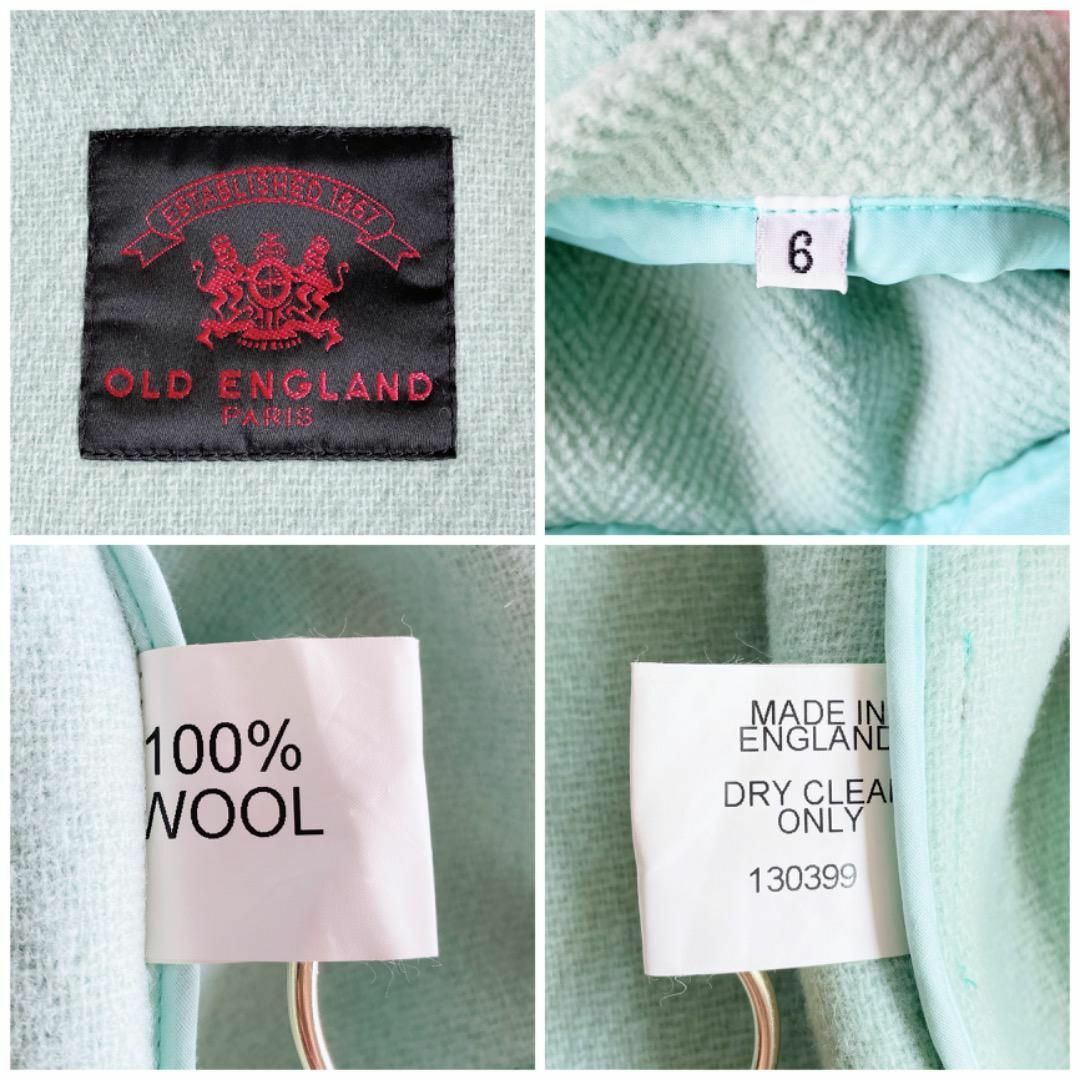 ESTABLISHED 1867
OLD ENGLAND
PARIS
6
100%
WOOL
MADE IN
ENGLAND
DRY CLEAN
ONLY
130399